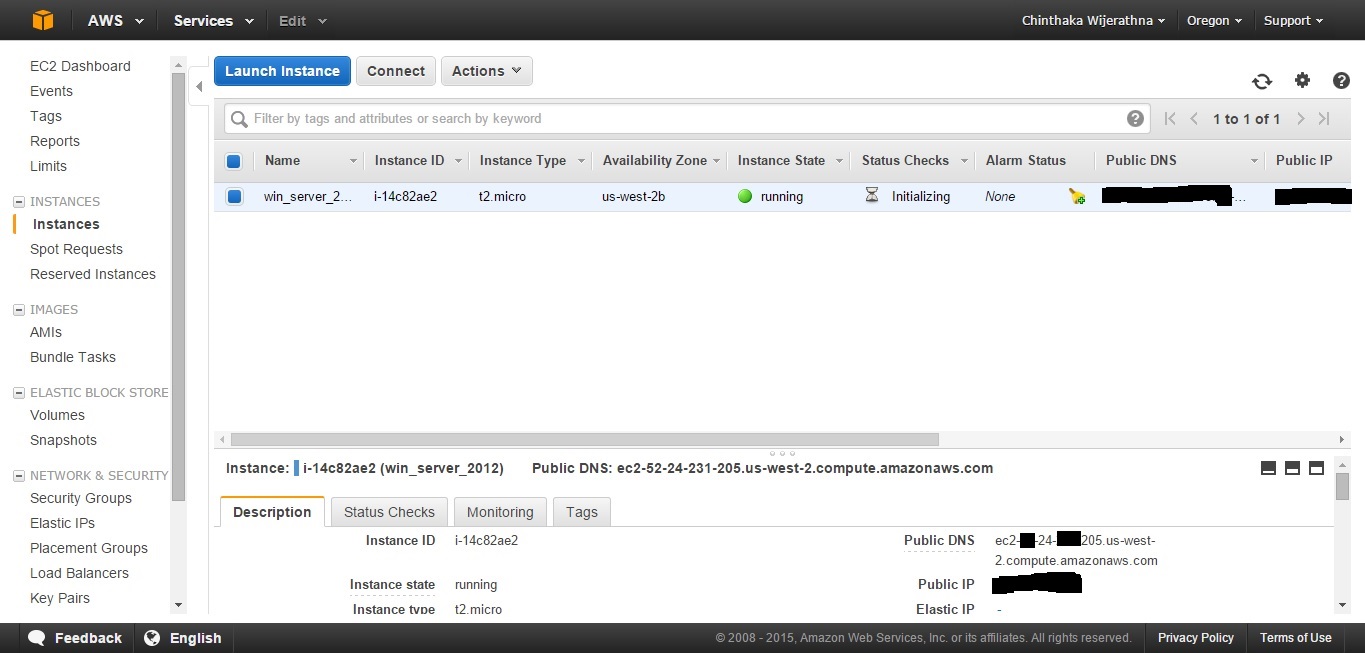 AWS Services Edit Chinthaka Wijerathna Oregon Support
EC2 Dashboard
Events
Tags
Reports
Limits
INSTANCES
Instances
Spot Requests
Reserved Instances
IMAGES
AMIs
Bundle Tasks
ELASTIC BLOCK STORE
Volumes
Snapshots
NETWORK & SECURITY
Security Groups
Elastic IPs
Placement Groups
Load Balancers
Key Pairs
Launch Instance Connect Actions
Filter by tags and attributes or search by keyword ? 1 to 1 of 1
Name Instance ID Instance Type Availability Zone Instance State Status Checks Alarm Status Public DNS Public IP
win_server_2... i-14c82ae2 t2.micro us-west-2b running Initializing None -...
Instance: i-14c82ae2 (win_server_2012) Public DNS: ec2-52-24-231-205.us-west-2.compute.amazonaws.com
Description Status Checks Monitoring Tags
Instance ID i-14c82ae2 Public DNS ec2- -24- 205.us-west-
2.compute.amazonaws.com
Instance state running Public IP
Instance type t2.micro Elastic IP -
Feedback English © 2008 - 2015, Amazon Web Services, Inc. or its affiliates. All rights reserved. Privacy Policy Terms of Use